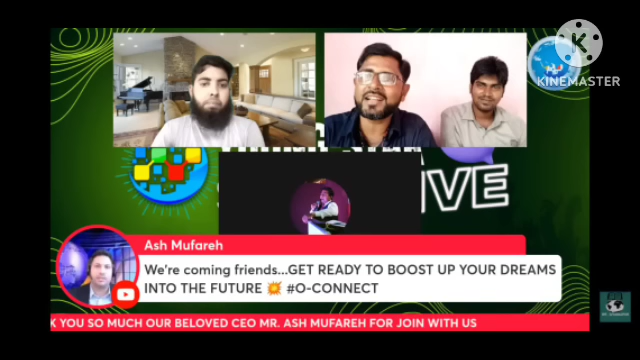 KINEMASTER
IVE
Ash Mufareh
We're coming friends...GET READY TO BOOST UP YOUR DREAMS
INTO THE FUTURE 💥 #O-CONNECT
K YOU SO MUCH OUR BELOVED CEO MR. ASH MUFAREH FOR JOIN WITH US